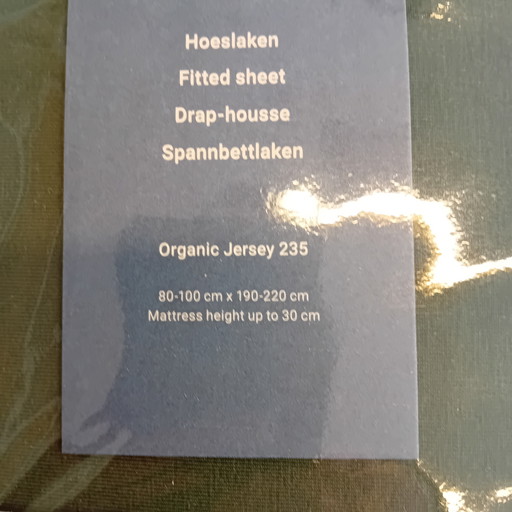 Hoeslaken
Fitted sheet
Drap-housse
Spannbettlaken
Organic Jersey 235
80-100 cm x 190-220 cm
Mattress height up to 30 cm